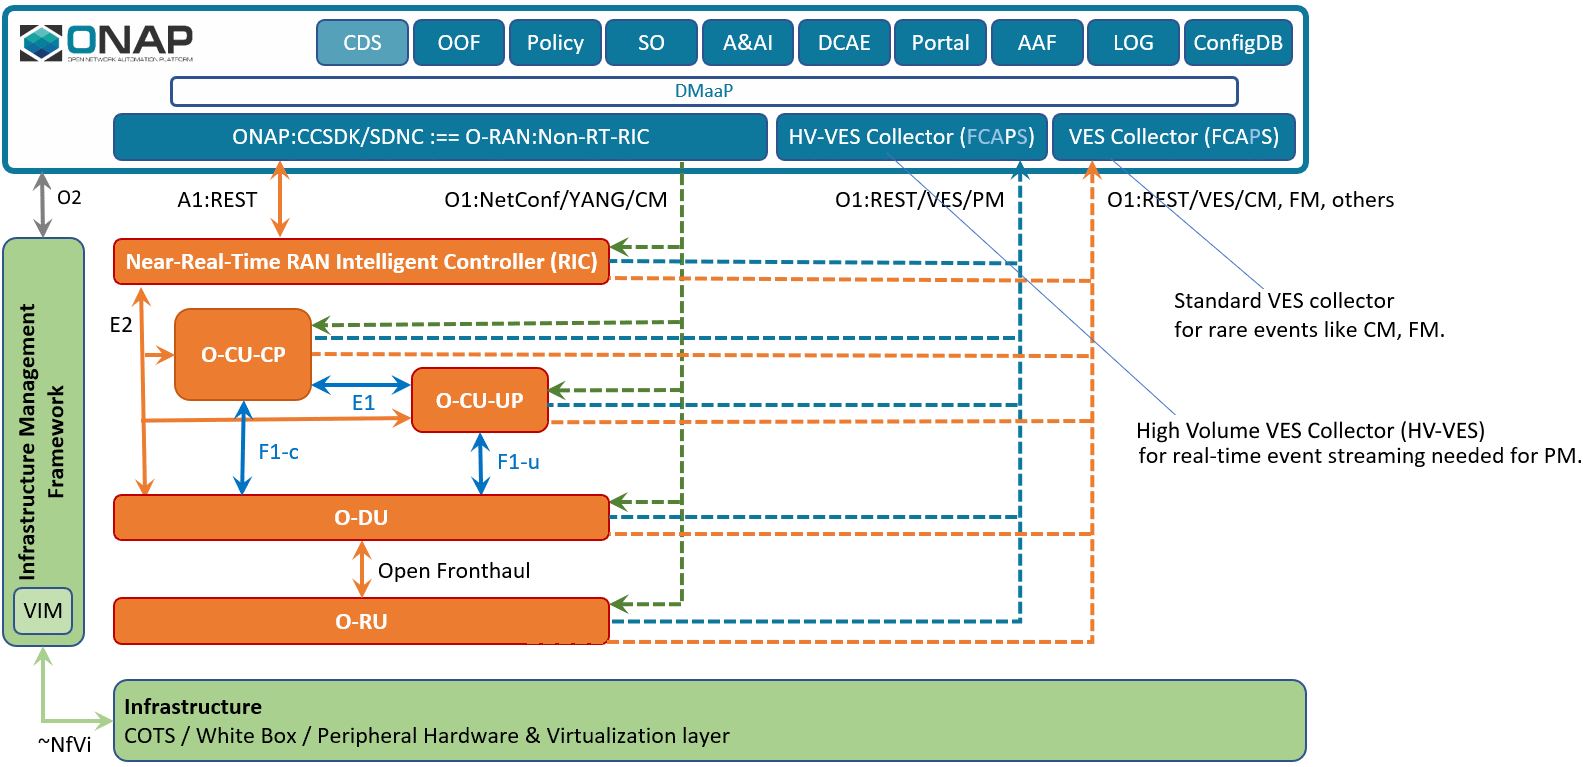 ONAP
OPEN NETWORK AUTOMATION PLATFORM
CDS
OOF
Policy
SO
A&AI
DCAE
Portal
AAF
LOG
ConfigDB
DMaaP
ONAP:CCSDK/SDNC :== O-RAN:Non-RT-RIC
HV-VES Collector (FCAPS)
VES Collector (FCAPS)
O2
A1:REST
O1:NetConf/YANG/CM
O1:REST/VES/PM
O1:REST/VES/CM, FM, others
Near-Real-Time RAN Intelligent Controller (RIC)
E2
O-CU-CP
Standard VES collector
for rare events like CM, FM.
E1
O-CU-UP
High Volume VES Collector (HV-VES)
for real-time event streaming needed for PM.
F1-c
F1-u
Infrastructure Management
Framework
O-DU
Open Fronthaul
VIM
O-RU
Infrastructure
COTS / White Box / Peripheral Hardware & Virtualization layer
~NfVi